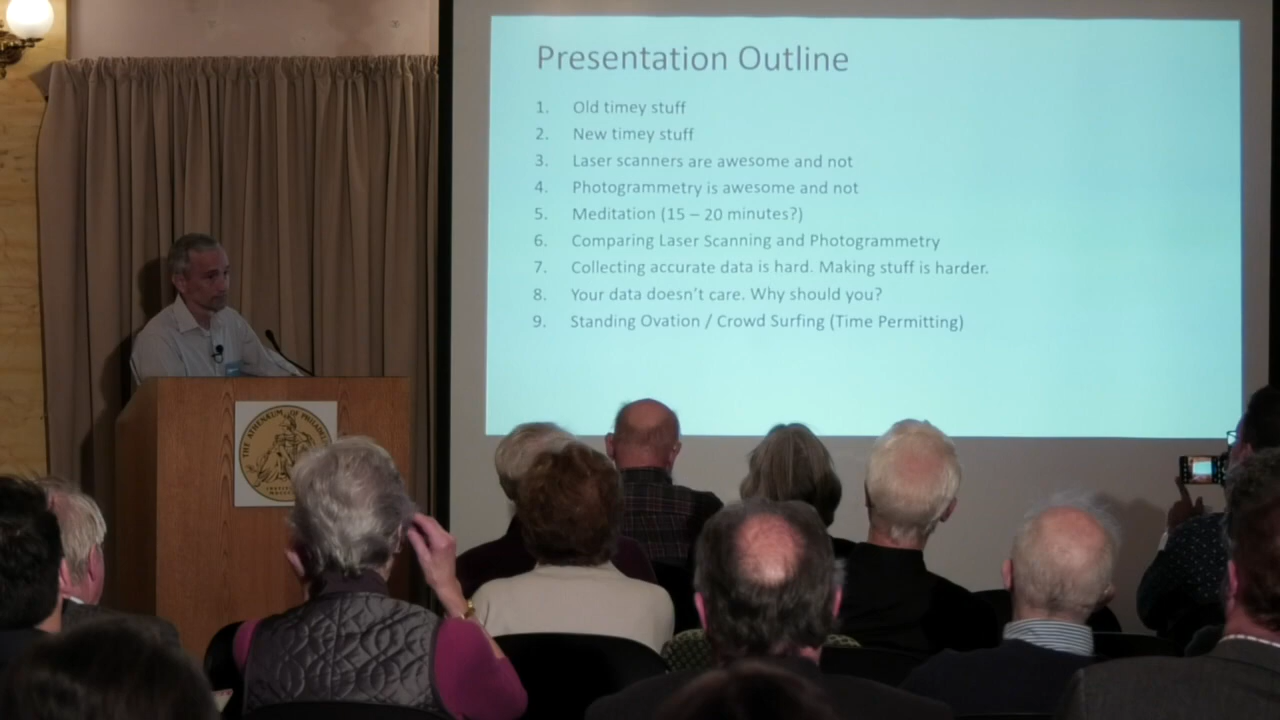 Presentation Outline
1. Old timey stuff
2. New timey stuff
3. Laser scanners are awesome and not
4. Photogrammetry is awesome and not
5. Meditation (15 – 20 minutes?)
6. Comparing Laser Scanning and Photogrammetry
7. Collecting accurate data is hard. Making stuff is harder.
8. Your data doesn't care. Why should you?
9. Standing Ovation / Crowd Surfing (Time Permitting)
THE ATHENÆUM OF